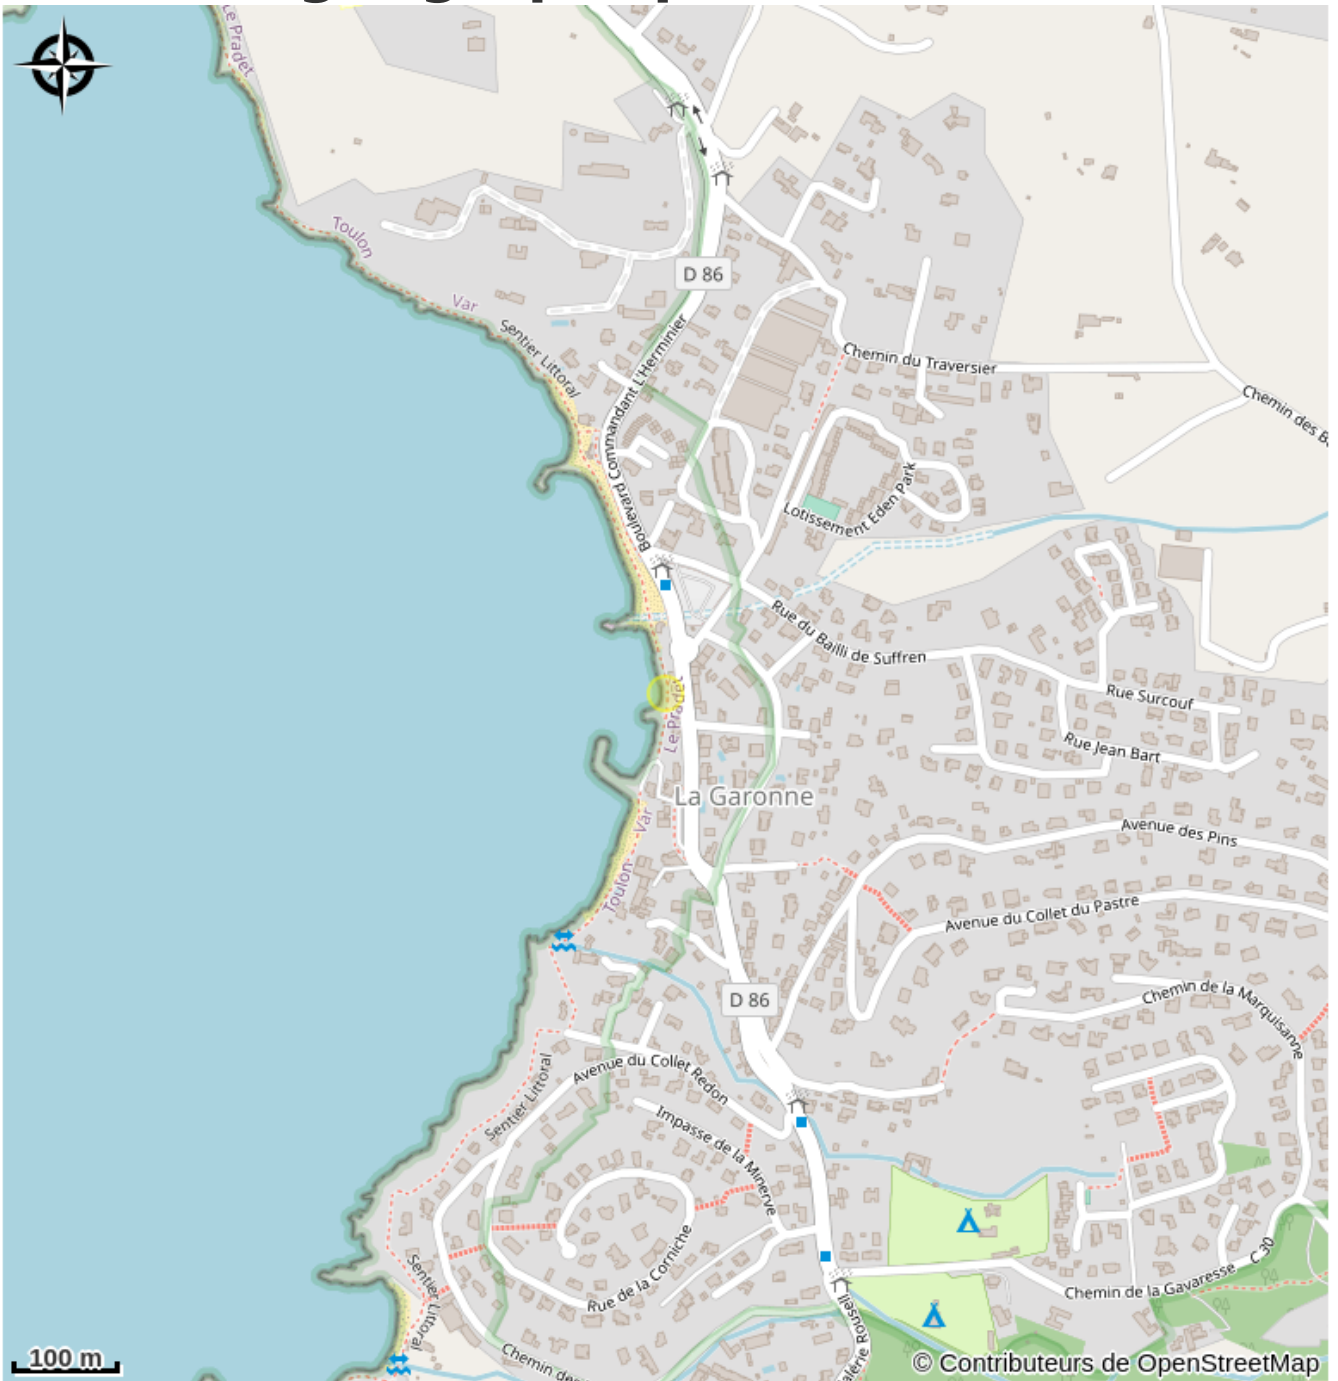 Le Pradet
Toulon
Var
D 86
Sentier Littoral
Boulevard Commandant L'Herminier
Chemin du Traversier
Chemin des B
Lotissement Eden Park
Rue du Bailli de Suffren
Rue Surcouf
Le Pradet
Rue Jean Bart
La Garonne
Var
Toulon
Avenue des Pins
Avenue du Collet du Pastre
D 86
Chemin de la Marquisanne
Avenue du Collet Redon
Sentier Littoral
Impasse de la Minerve
Rue de la Corniche
Sentier Littoral
C 30
Chemin de la Gavaresse
alérie Rousell
Chemin de
100 m
© Contributeurs de OpenStreetMap